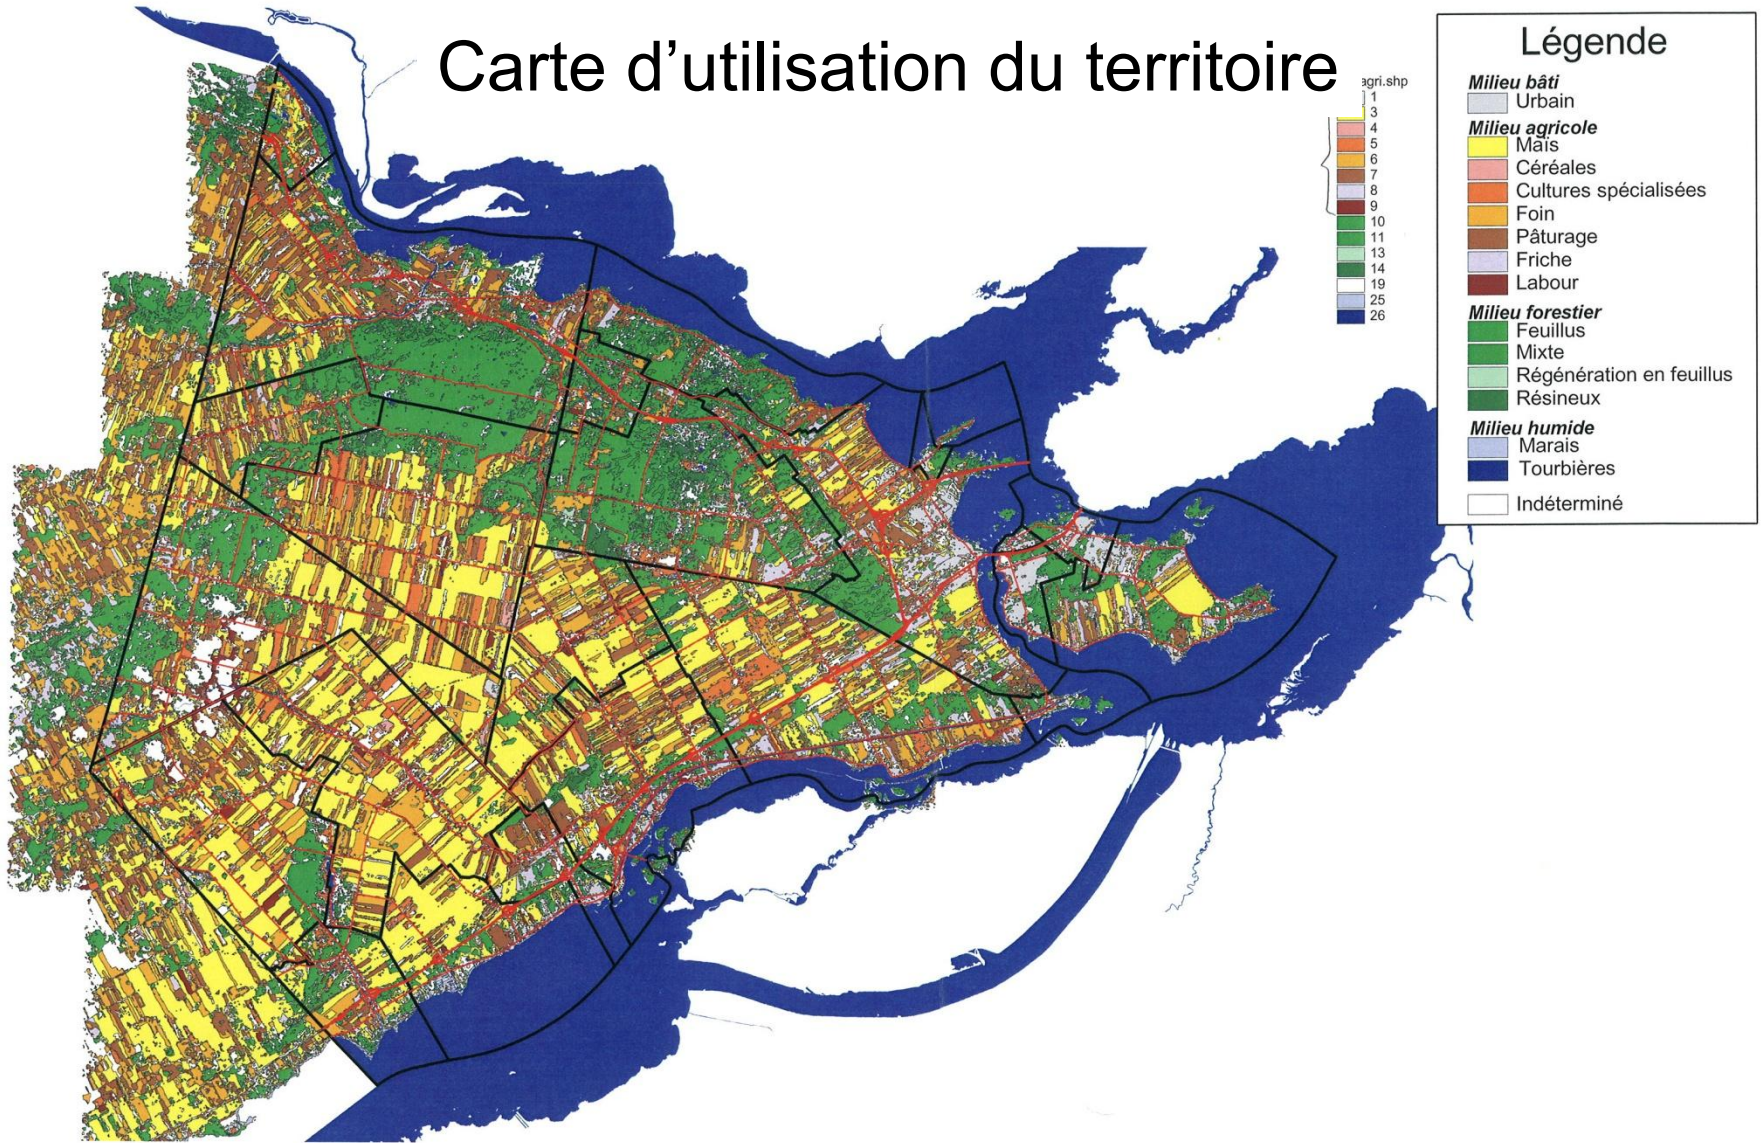 Carte d’utilisation du territoire
agri.shp
1
3
4
5
6
7
8
9
10
11
13
14
19
25
26
Légende
Milieu bâti
Urbain
Milieu agricole
Maïs
Céréales
Cultures spécialisées
Foin
Pâturage
Friche
Labour
Milieu forestier
Feuillus
Mixte
Régénération en feuillus
Résineux
Milieu humide
Marais
Tourbières
Indéterminé